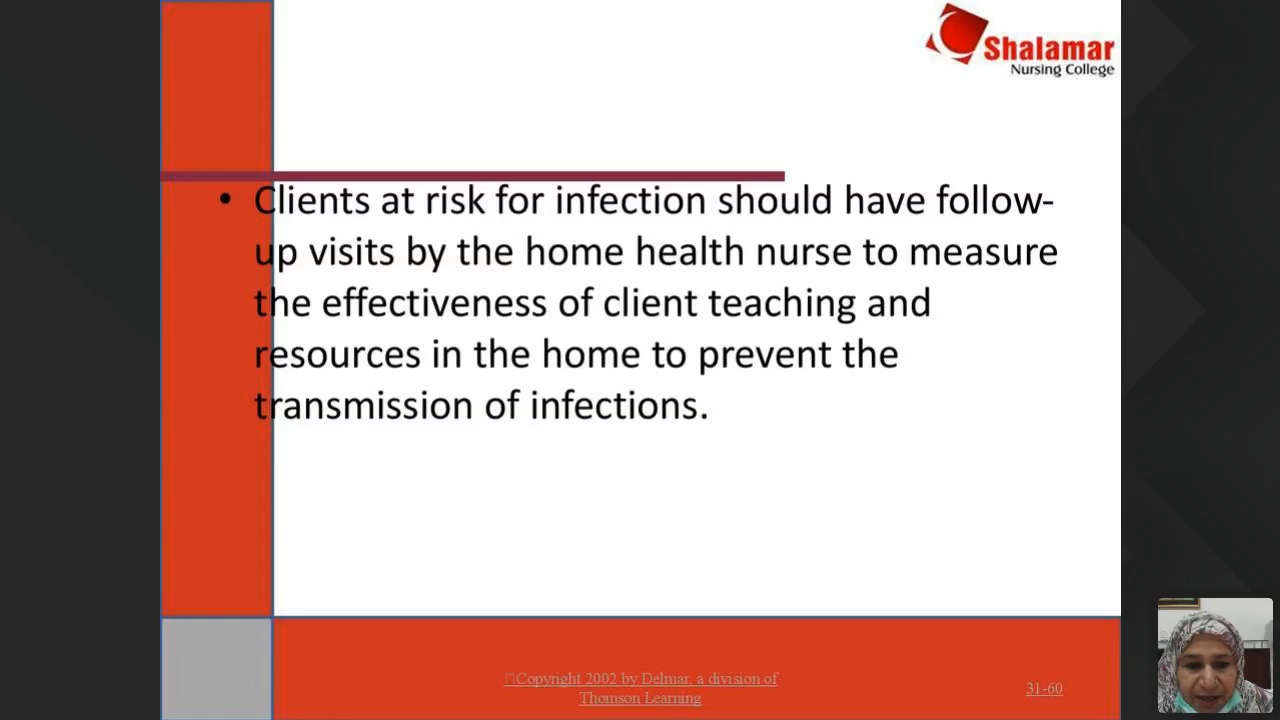 Shalamar
Nursing College
• Clients at risk for infection should have follow-
up visits by the home health nurse to measure
the effectiveness of client teaching and
resources in the home to prevent the
transmission of infections.
Copyright 2002 by Delmar, a division of
Thomson Learning
31-60